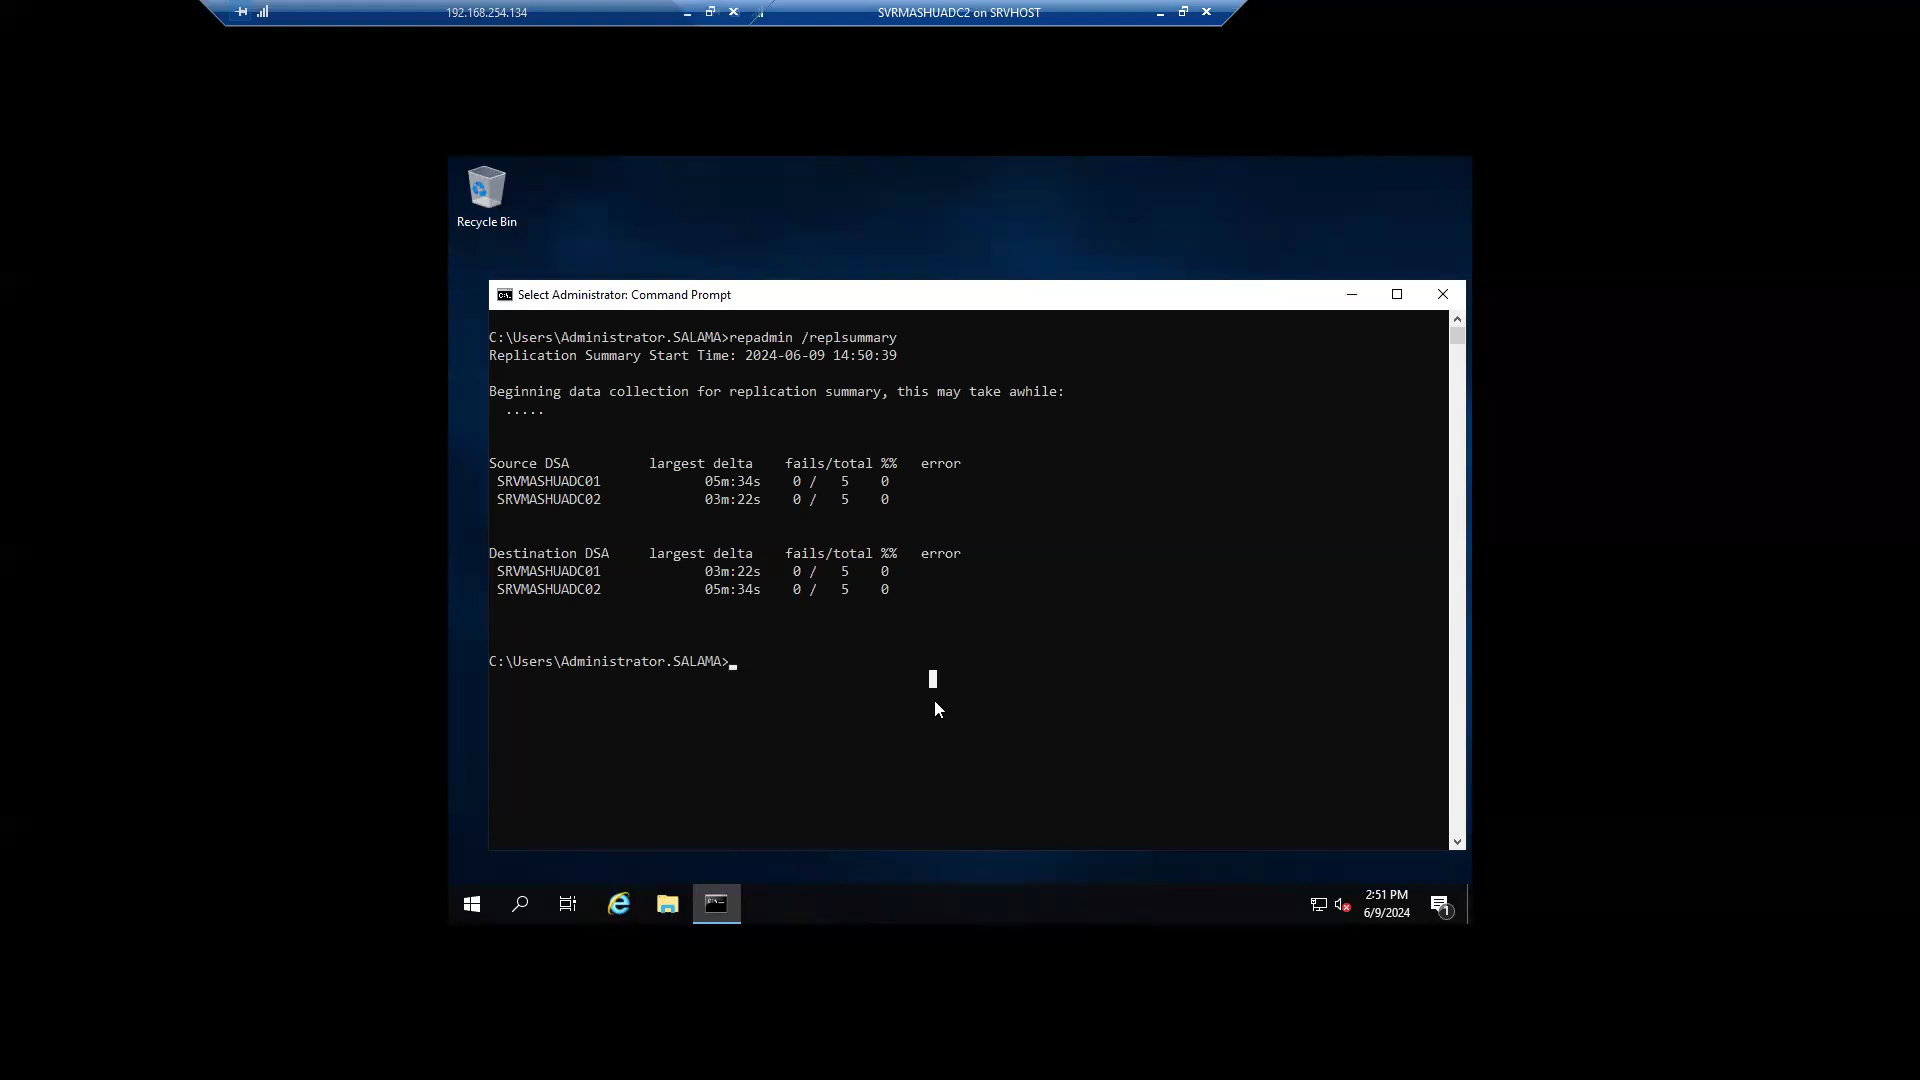 192.168.254.134
SVRMASHUADC2 on SRVHOST
Recycle Bin
Select Administrator: Command Prompt
C:\Users\Administrator.SALAMA>repadmin /replsummary
Replication Summary Start Time: 2024-06-09 14:50:39
Beginning data collection for replication summary, this may take awhile:
.....
Source DSA largest delta fails/total %% error
SRVMASHUADC01 05m:34s 0 / 5 0
SRVMASHUADC02 03m:22s 0 / 5 0
Destination DSA largest delta fails/total %% error
SRVMASHUADC01 03m:22s 0 / 5 0
SRVMASHUADC02 05m:34s 0 / 5 0
C:\Users\Administrator.SALAMA>
2:51 PM
6/9/2024
1